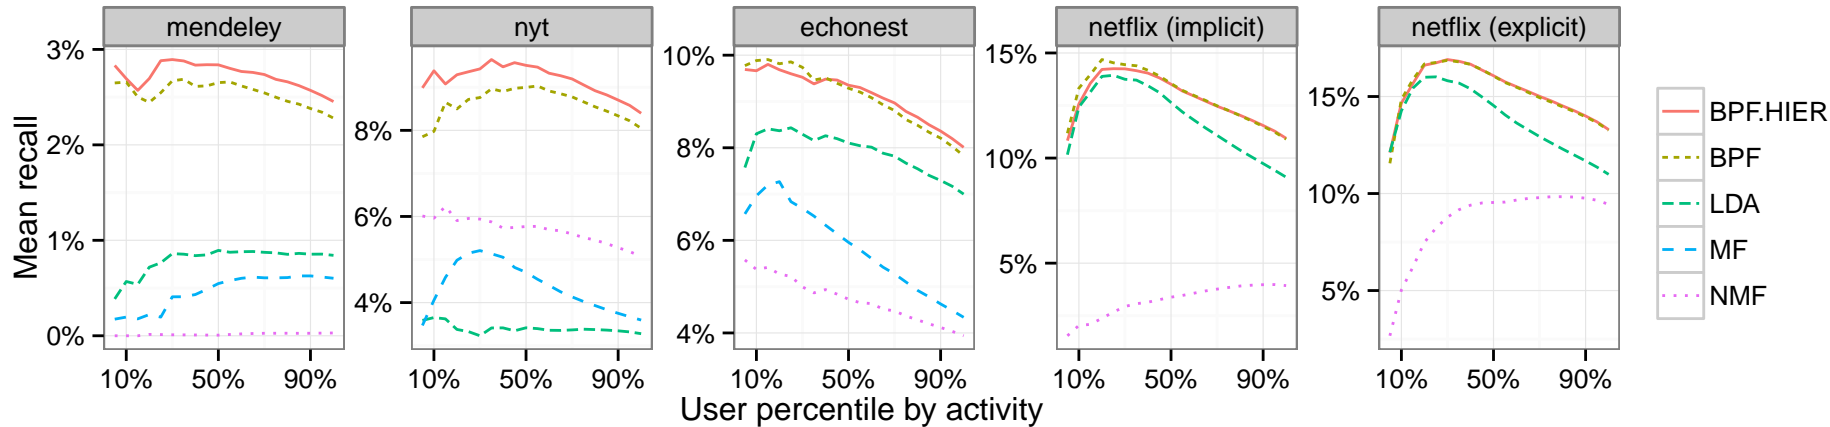 mendeley
nyt
echonest
netflix (implicit)
netflix (explicit)
Mean recall
3%
2%
1%
0%
8%
6%
4%
10%
8%
6%
4%
15%
10%
5%
15%
10%
5%
10% 50% 90%
10% 50% 90%
10% 50% 90%
10% 50% 90%
10% 50% 90%
User percentile by activity
BPF.HIER
BPF
LDA
MF
NMF